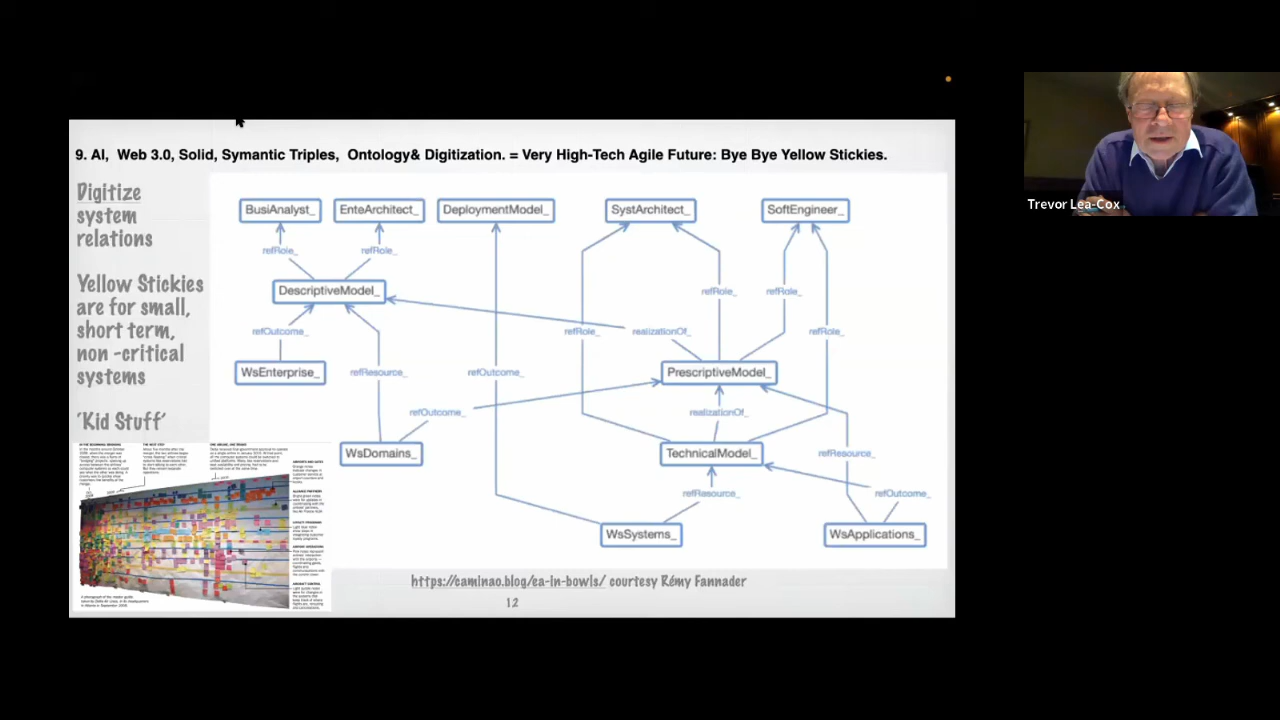 9. AI, Web 3.0, Solid, Symantic Triples, Ontology& Digitization. = Very High-Tech Agile Future: Bye Bye Yellow Stickies.
Digitize
system
relations
Yellow Stickies
are for small,
short term,
non -critical
systems
'Kid Stuff'
BusiAnalyst_
EnteArchitect_
DeploymentModel_
SystArchitect_
SoftEngineer_
refRole_
refRole_
DescriptiveModel_
refRole_
refRole_
refOutcome_
refRole_
realizationOf_
refRole_
WsEnterprise_
refResource_
refOutcome_
PrescriptiveModel_
refOutcome_
realizationOf_
WsDomains_
TechnicalModel_
refResource_
refResource_
refOutcome_
WsSystems_
WsApplications_
https://caminao.blog/ea-in-bowls/ courtesy Rémy Fannader
12
Trevor Lea-Cox